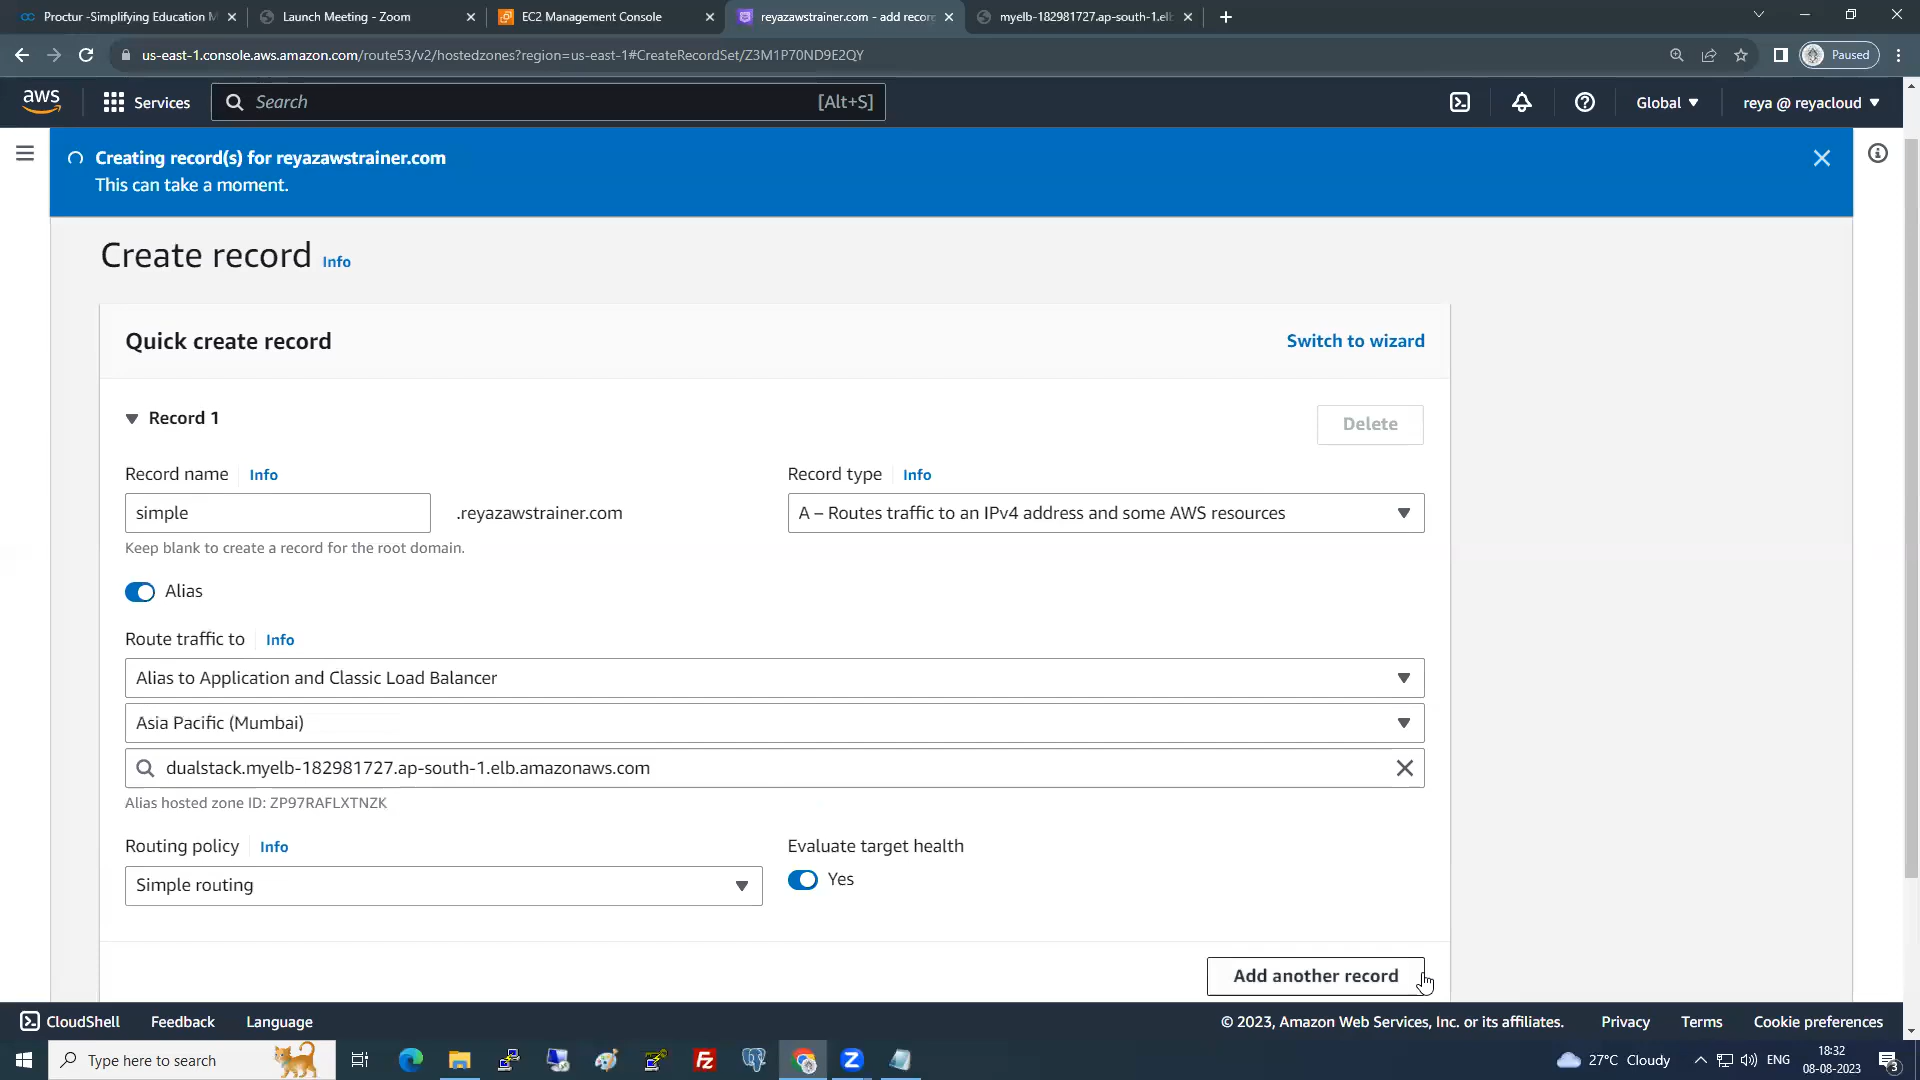 Proctur -Simplifying Education M
Launch Meeting - Zoom
EC2 Management Console
reyazawstrainer.com - add recor
myelb-182981727.ap-south-1.el
us-east-1.console.aws.amazon.com/route53/v2/hostedzones?region=us-east-1#CreateRecordSet/Z3M1P70ND9E2QY
Paused
aws
Services
Search
[Alt+S]
Global
reya @ reyacloud
Creating record(s) for reyazawstrainer.com
This can take a moment.
Create record Info
Quick create record
Switch to wizard
Record 1
Delete
Record name Info
Record type Info
simple
.reyazawstrainer.com
A – Routes traffic to an IPv4 address and some AWS resources
Keep blank to create a record for the root domain.
Alias
Route traffic to Info
Alias to Application and Classic Load Balancer
Asia Pacific (Mumbai)
dualstack.myelb-182981727.ap-south-1.elb.amazonaws.com
Alias hosted zone ID: ZP97RAFLXTNZK
Routing policy Info
Evaluate target health
Simple routing
Yes
Add another record
CloudShell
Feedback
Language
© 2023, Amazon Web Services, Inc. or its affiliates.
Privacy
Terms
Cookie preferences
Type here to search
27°C Cloudy
ENG
18:32
08-08-2023
3